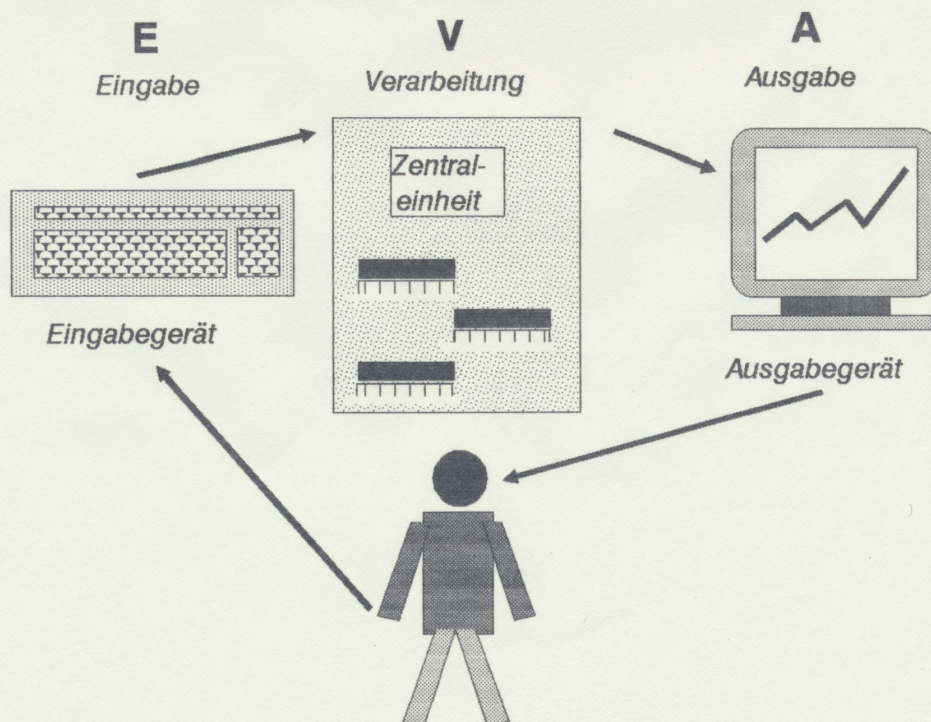 E
V
A
Eingabe
Verarbeitung
Ausgabe
Zentral-
einheit
Eingabegerät
Ausgabegerät